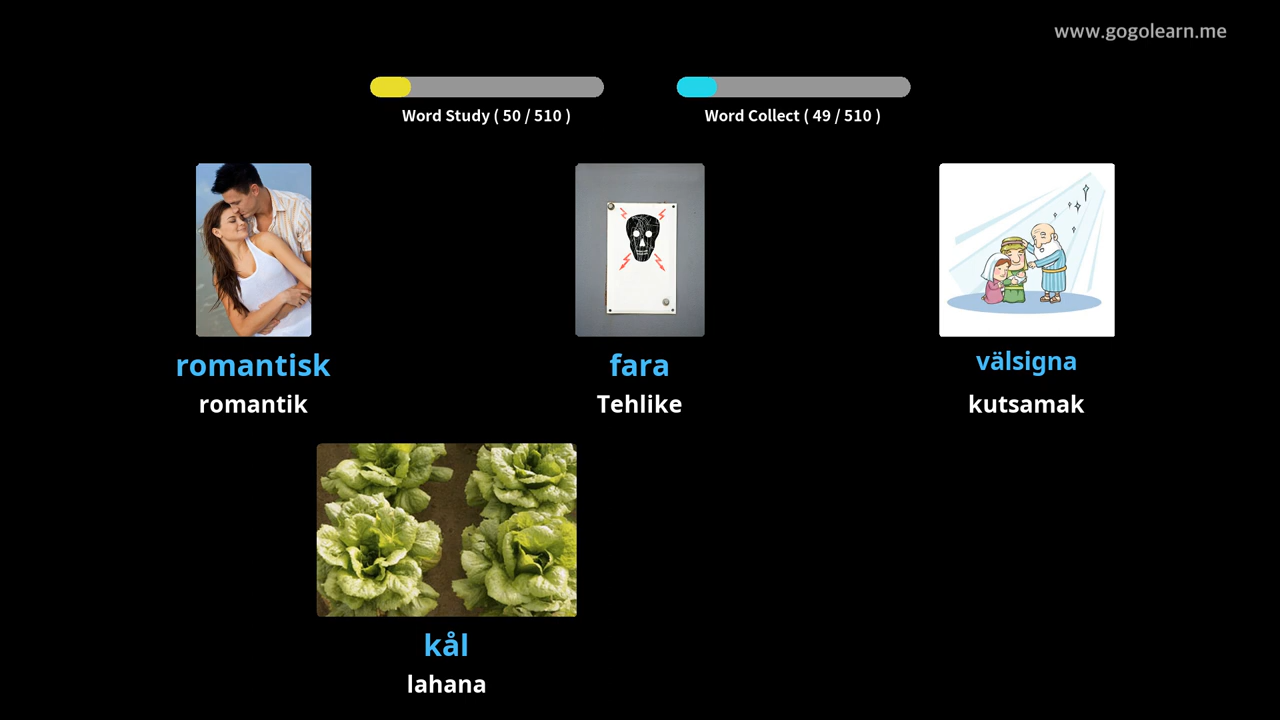 www.gogolearn.me
Word Study ( 50 / 510 )
Word Collect ( 49 / 510 )
romantisk
romantik
fara
Tehlike
välsigna
kutsamak
kål
lahana